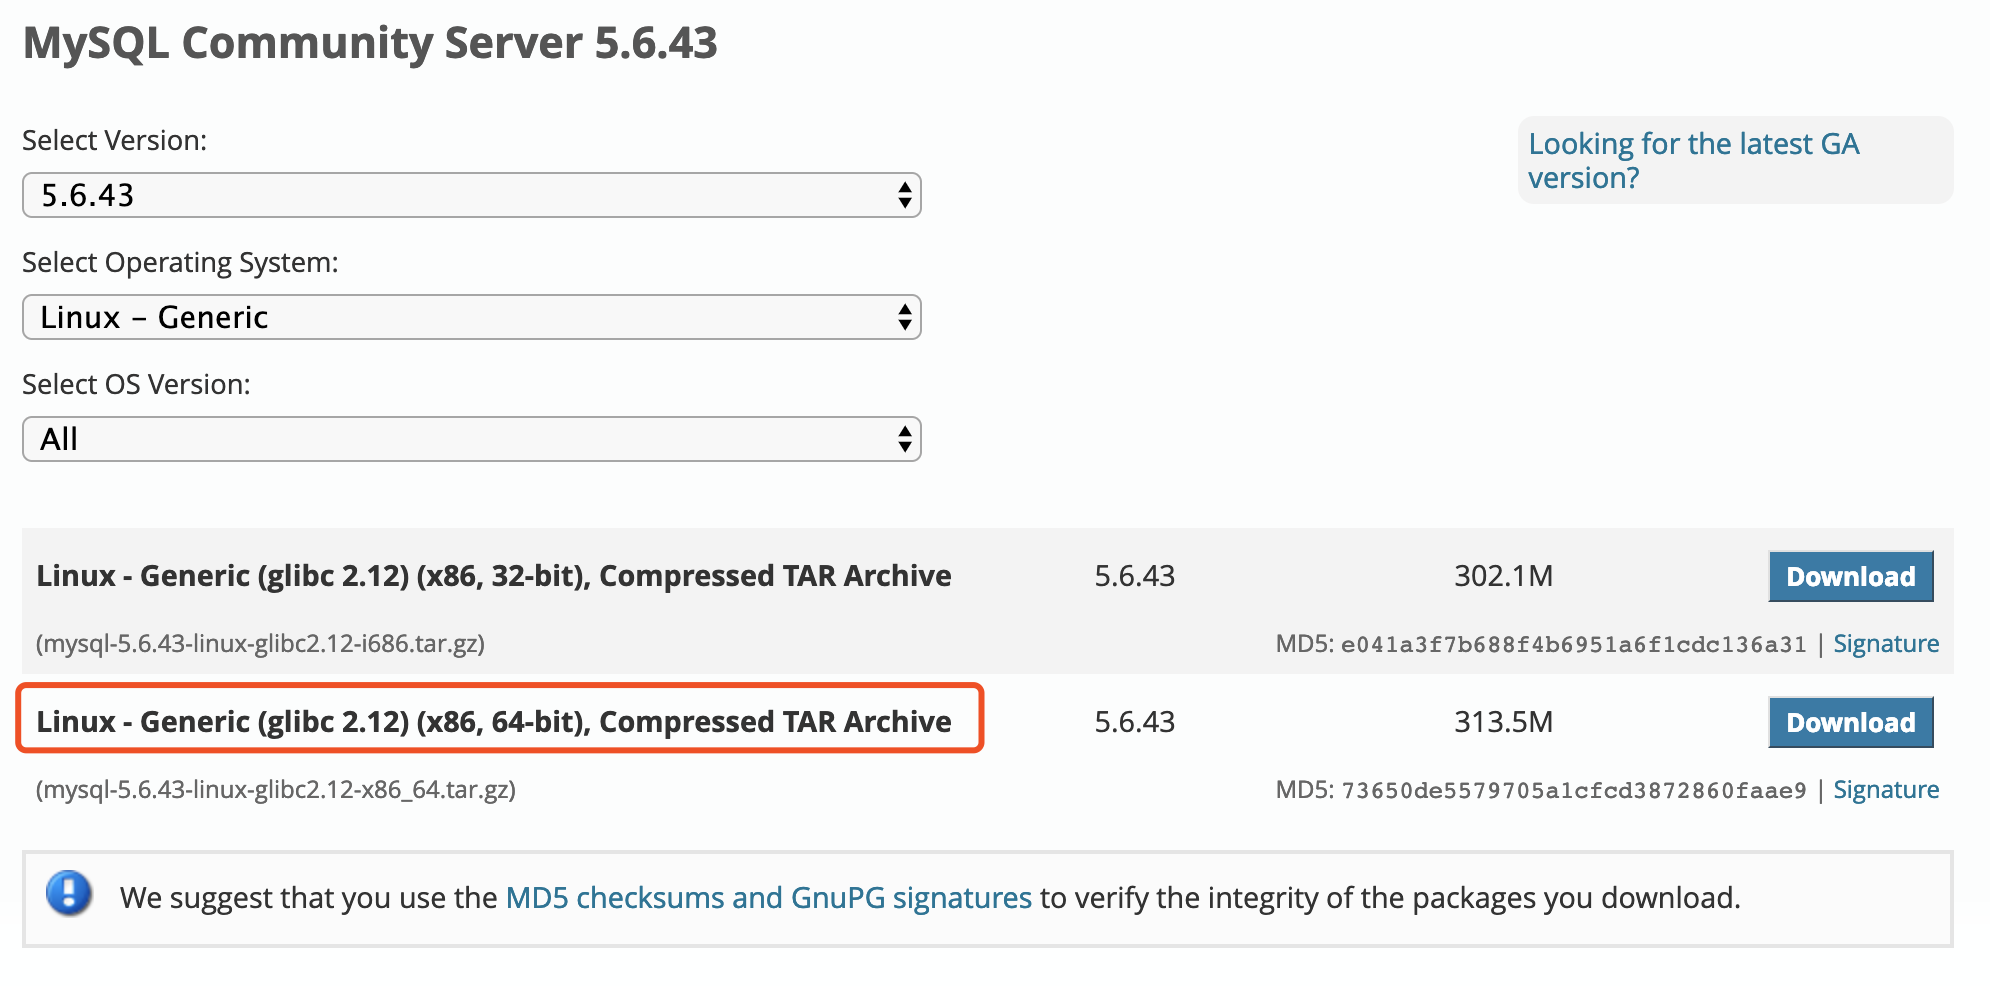 MySQL Community Server 5.6.43
Select Version:
5.6.43
Looking for the latest GA
version?
Select Operating System:
Linux – Generic
Select OS Version:
All
Linux - Generic (glibc 2.12) (x86, 32-bit), Compressed TAR Archive 5.6.43 302.1M Download
(mysql-5.6.43-linux-glibc2.12-i686.tar.gz) MD5: e041a3f7b688f4b6951a6f1cdc136a31 | Signature
Linux - Generic (glibc 2.12) (x86, 64-bit), Compressed TAR Archive 5.6.43 313.5M Download
(mysql-5.6.43-linux-glibc2.12-x86_64.tar.gz) MD5: 73650de5579705a1cfcd3872860faae9 | Signature
We suggest that you use the MD5 checksums and GnuPG signatures to verify the integrity of the packages you download.